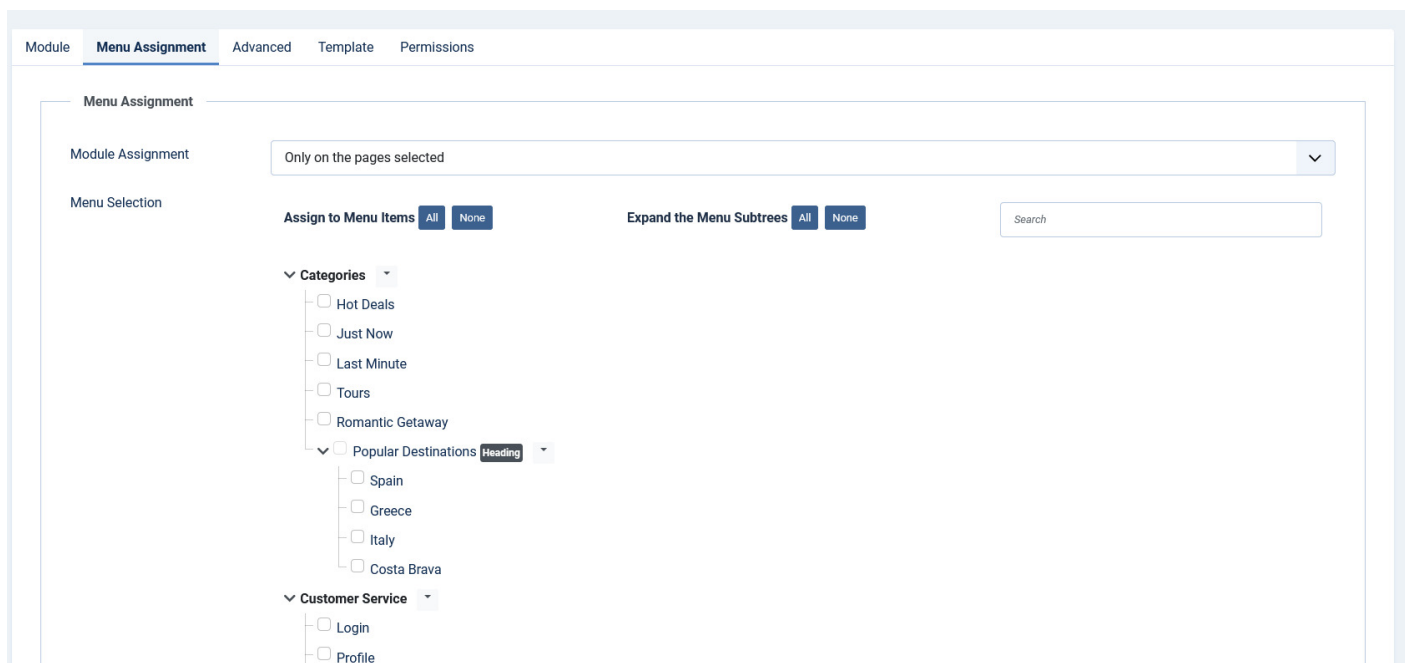 Module Menu Assignment Advanced Template Permissions
Menu Assignment
Module Assignment Only on the pages selected
Menu Selection Assign to Menu Items All None Expand the Menu Subtrees All None Search
Categories
Hot Deals
Just Now
Last Minute
Tours
Romantic Getaway
Popular Destinations Heading
Spain
Greece
Italy
Costa Brava
Customer Service
Login
Profile